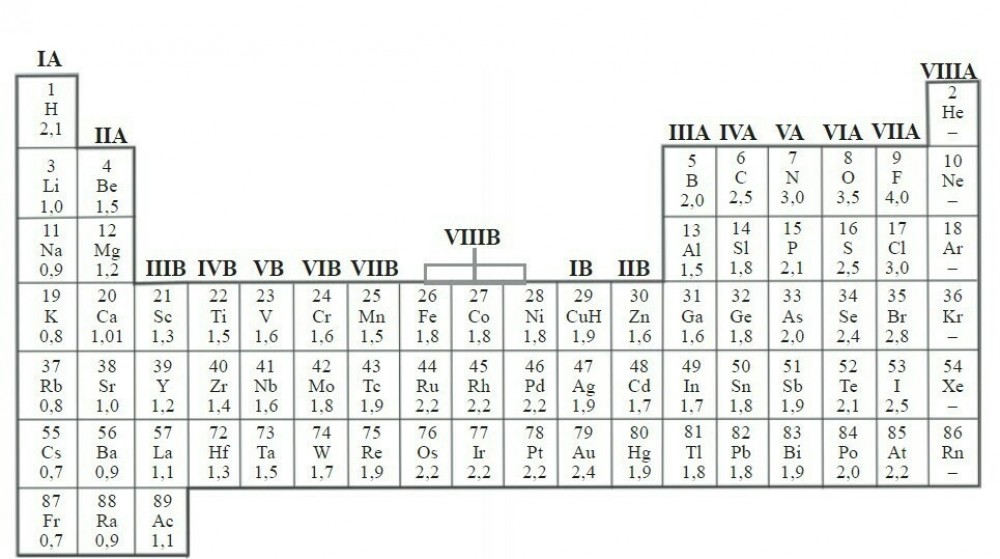 IA VIIIA
1 2
H He
2,1 IIA IIIA IVA VA VIA VIIA –
3 4 5 6 7 8 9 10
Li Be B C N O F Ne
1,0 1,5 2,0 2,5 3,0 3,5 4,0 –
11 12 VIIIB 13 14 15 16 17 18
Na Mg Al Sl P S Cl Ar
0,9 1,2 IIIB IVB VB VIB VIIB IB IIB 1,5 1,8 2,1 2,5 3,0 –
19 20 21 22 23 24 25 26 27 28 29 30 31 32 33 34 35 36
K Ca Sc Ti V Cr Mn Fe Co Ni CuH Zn Ga Ge As Se Br Kr
0,8 1,01 1,3 1,5 1,6 1,6 1,5 1,8 1,8 1,8 1,9 1,6 1,6 1,8 2,0 2,4 2,8 –
37 38 39 40 41 42 43 44 45 46 47 48 49 50 51 52 53 54
Rb Sr Y Zr Nb Mo Tc Ru Rh Pd Ag Cd In Sn Sb Te I Xe
0,8 1,0 1,2 1,4 1,6 1,8 1,9 2,2 2,2 2,2 1,9 1,7 1,7 1,8 1,9 2,1 2,5 –
55 56 57 72 73 74 75 76 77 78 79 80 81 82 83 84 85 86
Cs Ba La Hf Ta W Re Os Ir Pt Au Hg Tl Pb Bi Po At Rn
0,7 0,9 1,1 1,3 1,5 1,7 1,9 2,2 2,2 2,2 2,4 1,9 1,8 1,8 1,9 2,0 2,2 –
87 88 89
Fr Ra Ac
0,7 0,9 1,1